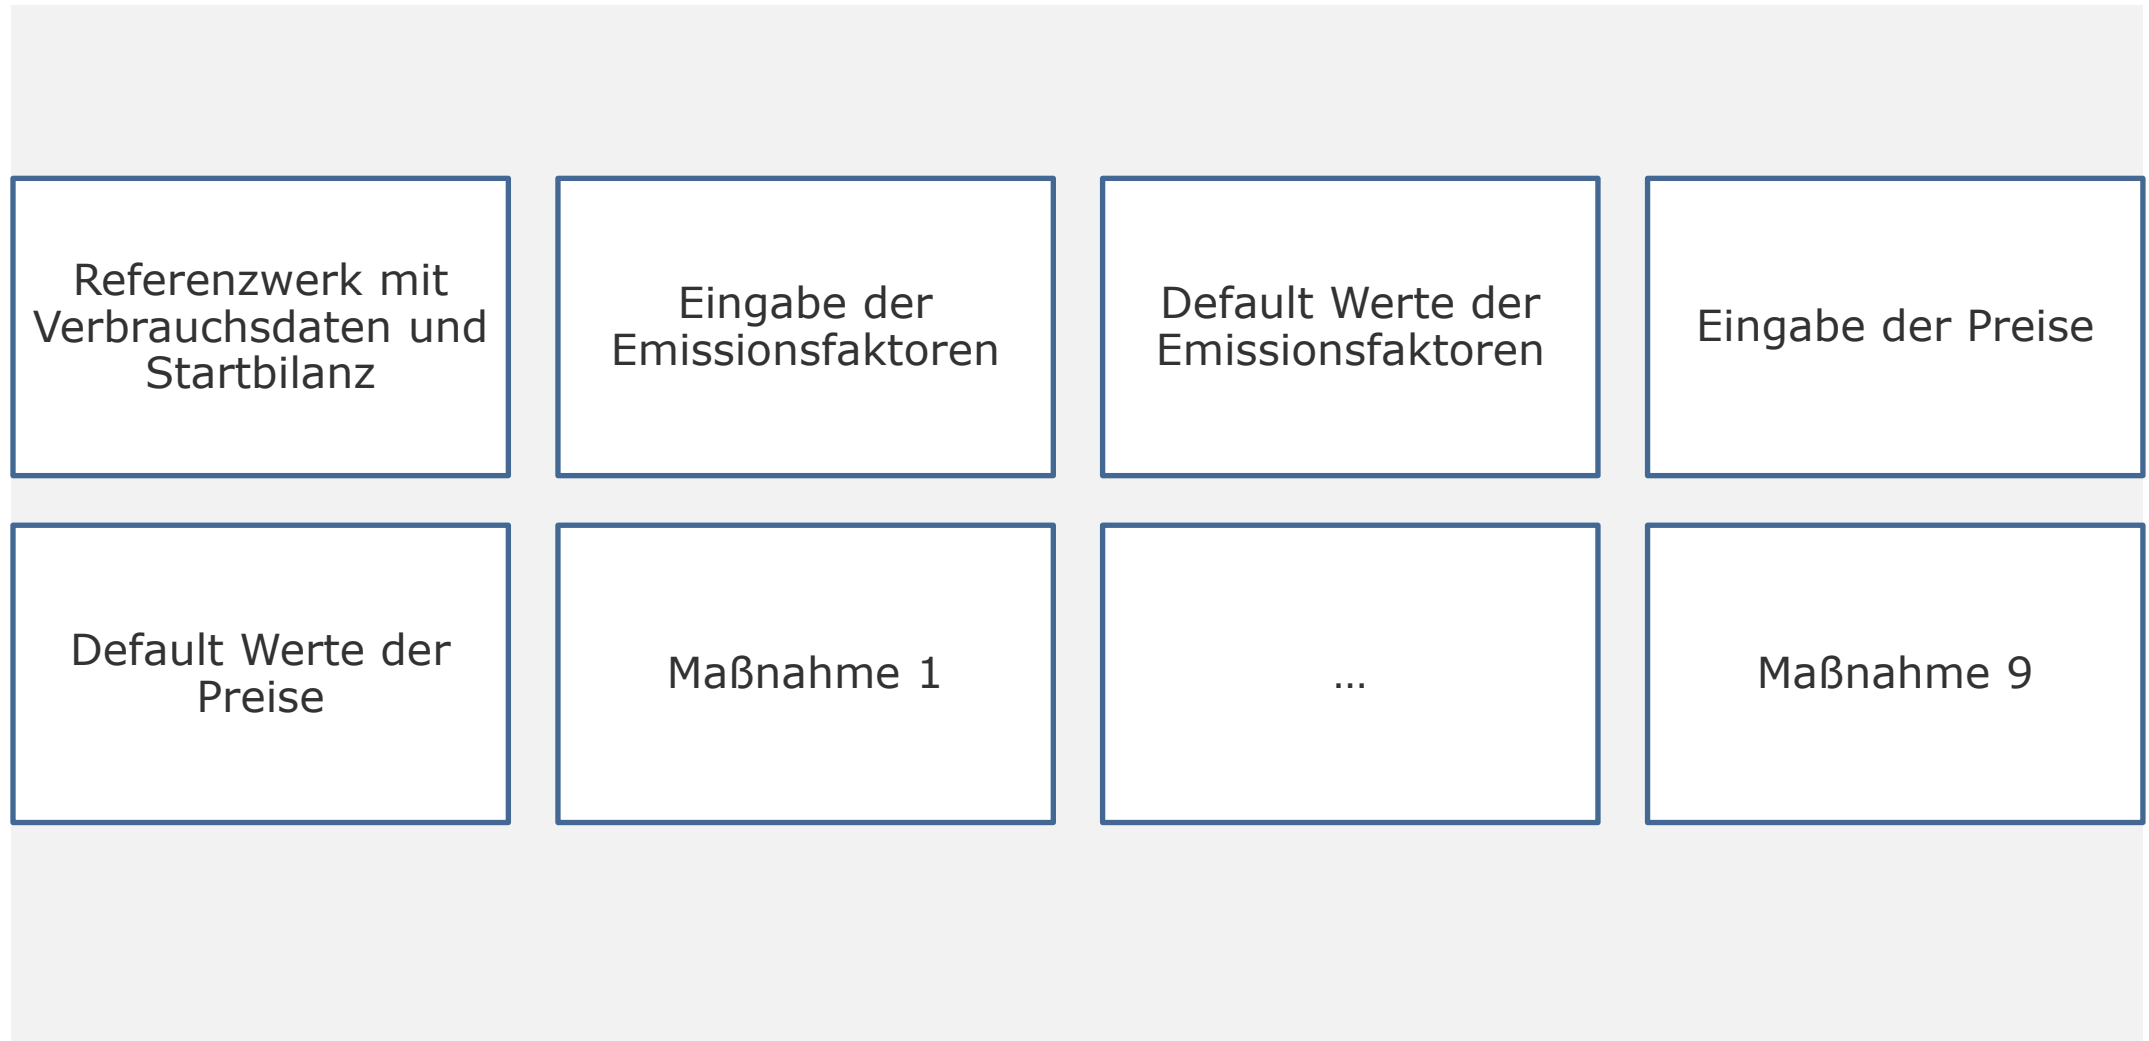 Referenzwerk mit
Verbrauchsdaten und
Startbilanz
Eingabe der
Emissionsfaktoren
Default Werte der
Emissionsfaktoren
Eingabe der Preise
Default Werte der
Preise
Maßnahme 1
…
Maßnahme 9